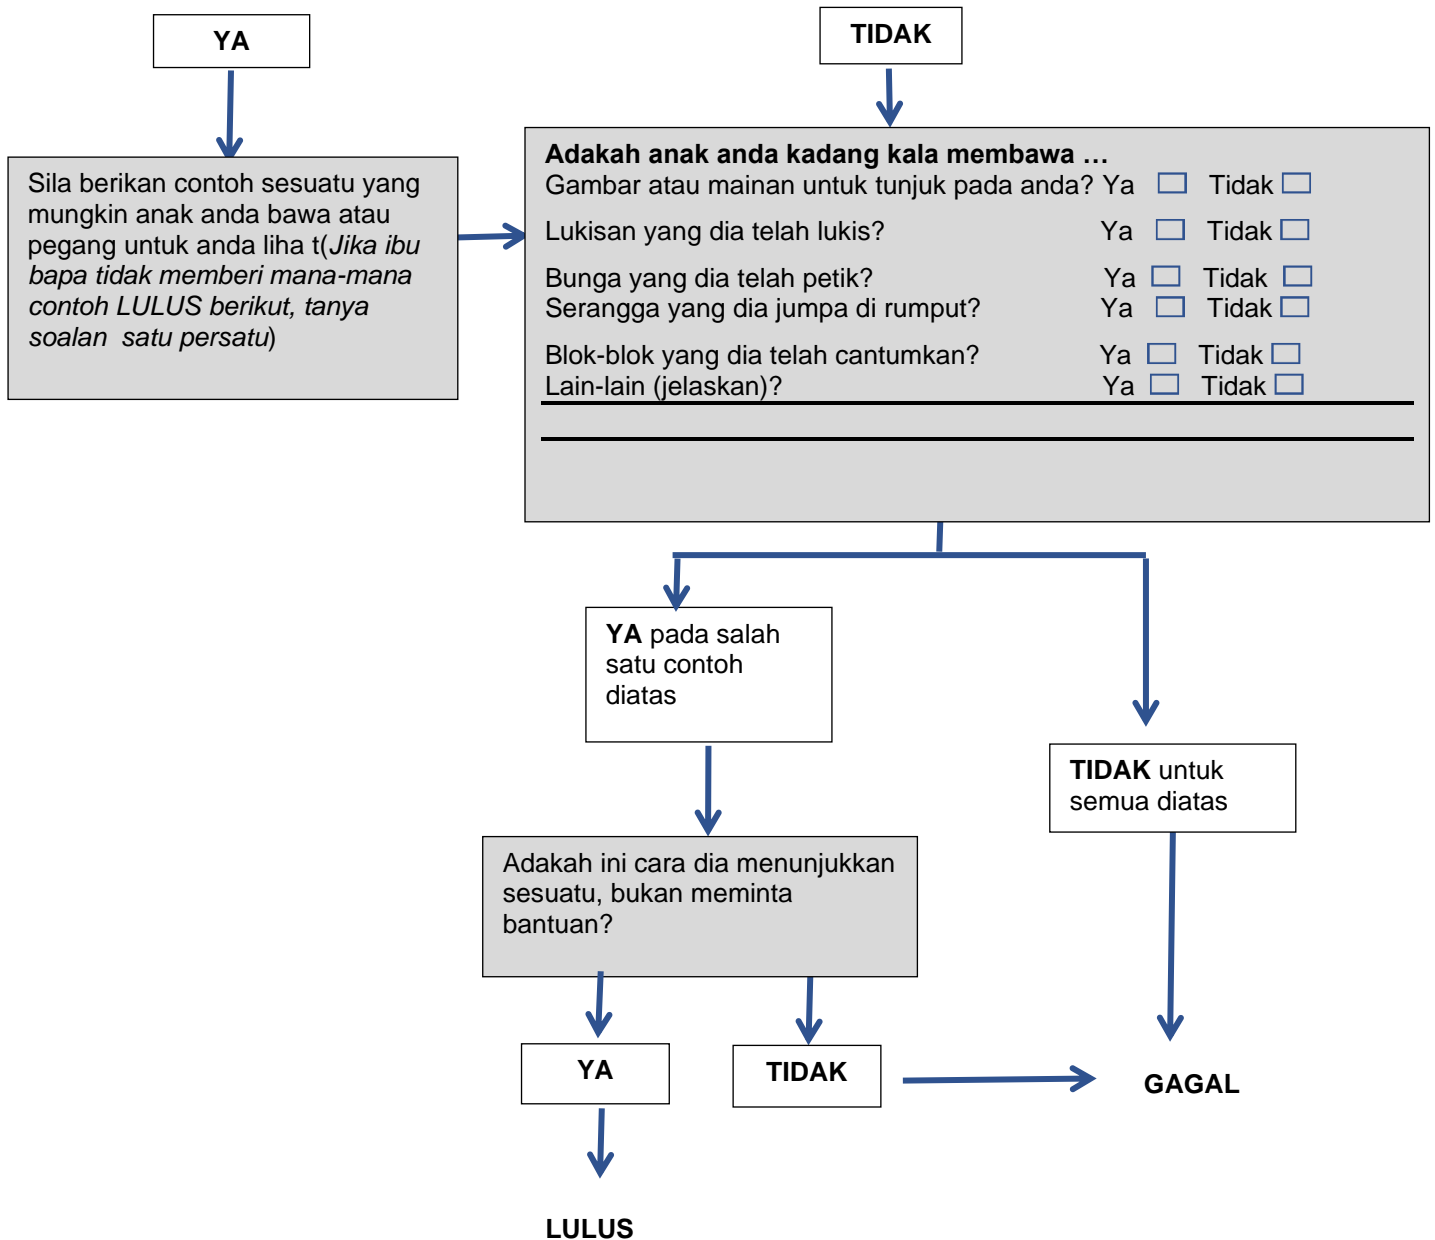 YA
TIDAK
Sila berikan contoh sesuatu yang
mungkin anak anda bawa atau
pegang untuk anda liha t(Jika ibu
bapa tidak memberi mana-mana
contoh LULUS berikut, tanya
soalan  satu persatu)
Adakah anak anda kadang kala membawa …
Gambar atau mainan untuk tunjuk pada anda? Ya Tidak
Lukisan yang dia telah lukis? Ya Tidak
Bunga yang dia telah petik? Ya Tidak
Serangga yang dia jumpa di rumput? Ya Tidak
Blok-blok yang dia telah cantumkan? Ya Tidak
Lain-lain (jelaskan)? Ya Tidak
YA pada salah
satu contoh
diatas
TIDAK untuk
semua diatas
Adakah ini cara dia menunjukkan
sesuatu, bukan meminta
bantuan?
YA
TIDAK
GAGAL
LULUS